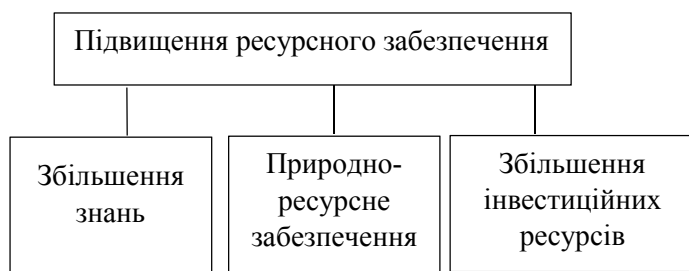 Підвищення ресурсного забезпечення
Збільшення
знань
Природно-
ресурсне
забезпечення
Збільшення
інвестиційних
ресурсів